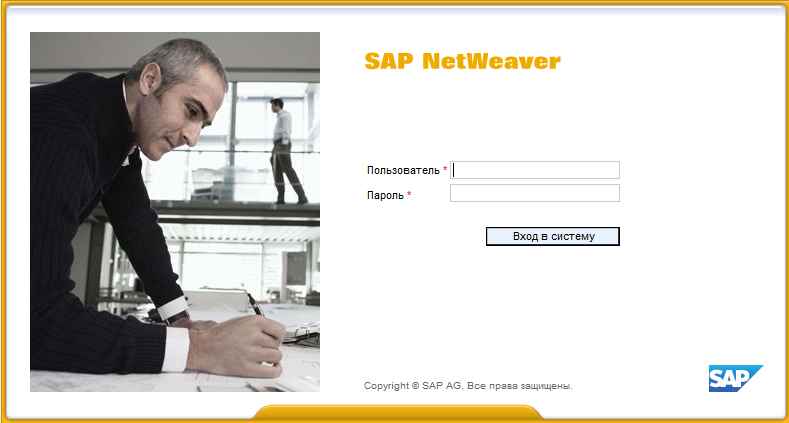 SAP NetWeaver
Пользователь *
Пароль *
Вход в систему
Copyright © SAP AG. Все права защищены.
SAP